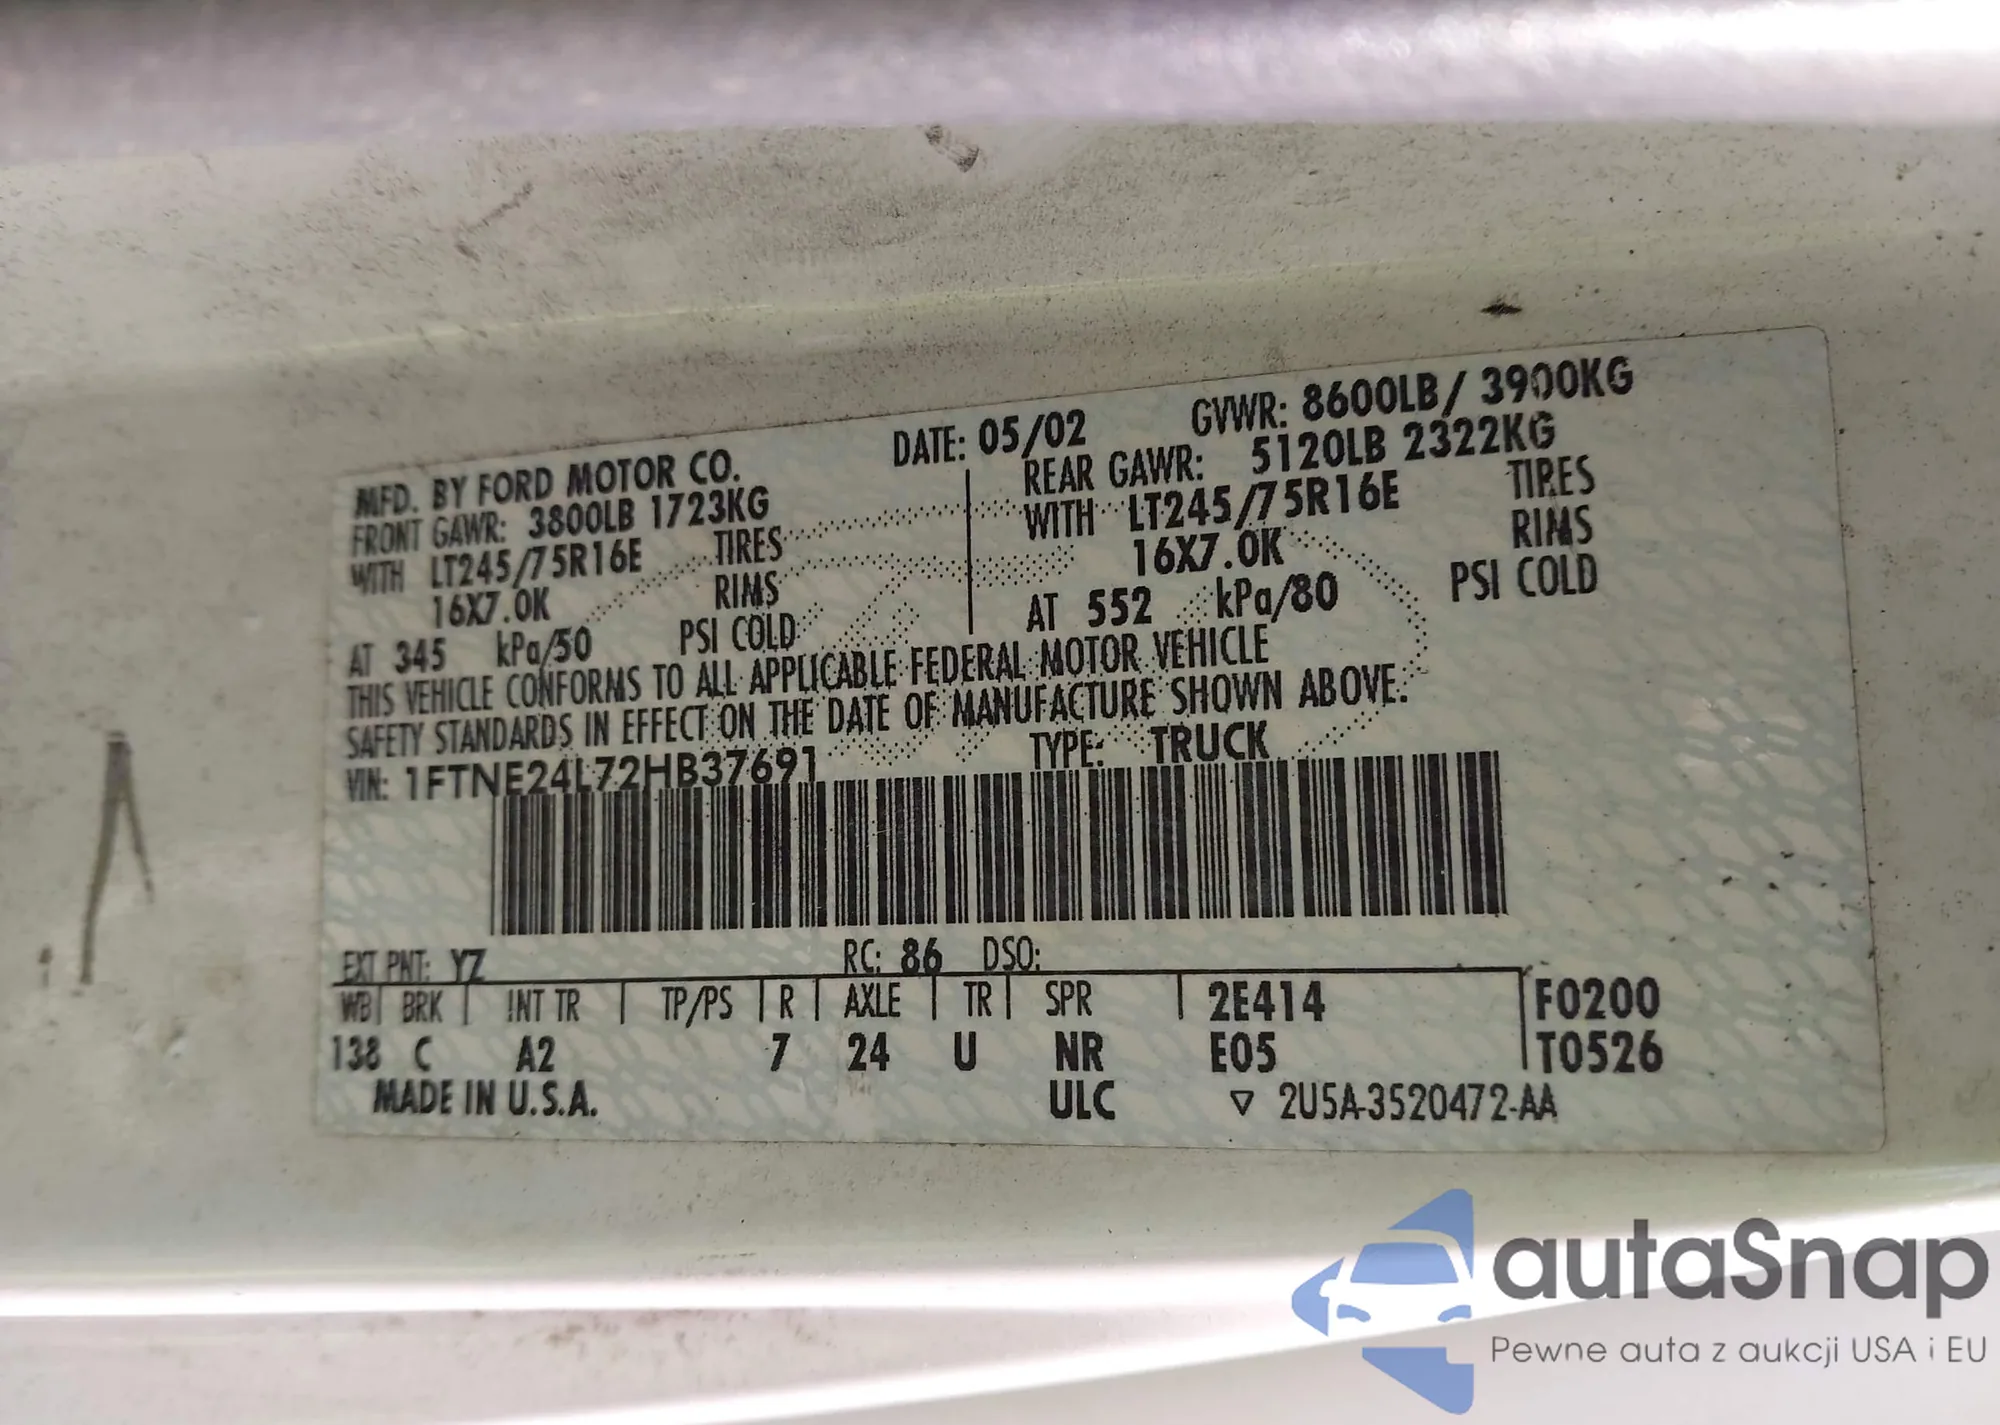 MFD. BY FORD MOTOR CO. DATE: 05/02 GVWR: 8600LB/ 3900KG
FRONT GAWR: 3800LB 1723KG REAR GAWR: 5120LB 2322KG
WITH LT245/75R16E TIRES WITH LT245/75R16E TIRES
16X7.0K RIMS 16X7.0K RIMS
AT 345 kPa/50 PSI COLD AT 552 kPa/80 PSI COLD
THIS VEHICLE CONFORMS TO ALL APPLICABLE FEDERAL MOTOR VEHICLE
SAFETY STANDARDS IN EFFECT ON THE DATE OF MANUFACTURE SHOWN ABOVE.
VIN: 1FTNE24L72HB37691 TYPE: TRUCK
EXT PNT: YZ RC: 86 DSO:
WB BRK INT TR TP/PS R AXLE TR SPR 2E414 F0200
138 C A2 7 24 U NR E05 T0526
MADE IN U.S.A. ULC ▽ 2U5A-3520472-AA
autaSnap
Pewne auta z aukcji USA i EU